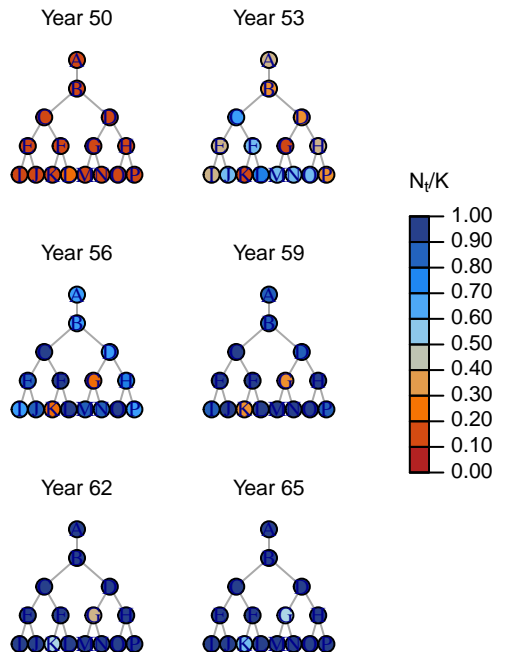 Year 50
A
B
C D
E F G H
I J K L M N O P
Year 53
A
B
C D
E F G H
I J K L M N O P
Year 56
A
B
C D
E F G H
I J K L M N O P
Year 59
A
B
C D
E F G H
I J K L M N O P
Year 62
A
B
C D
E F G H
I J K L M N O P
Year 65
A
B
C D
E F G H
I J K L M N O P
Nₜ/K
1.00
0.90
0.80
0.70
0.60
0.50
0.40
0.30
0.20
0.10
0.00